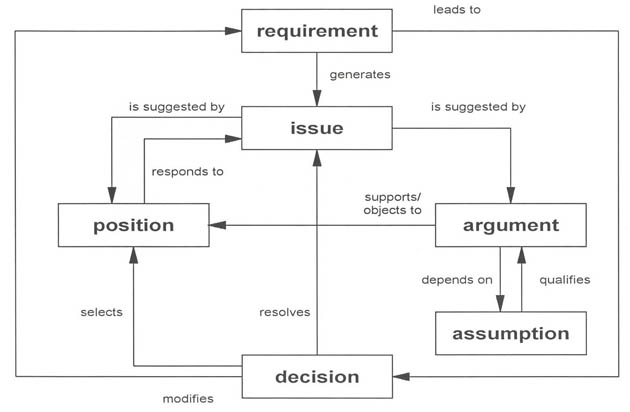 leads to
requirement
generates
is suggested by
is suggested by
issue
responds to
supports/
objects to
position
argument
depends on
qualifies
selects
resolves
assumption
decision
modifies